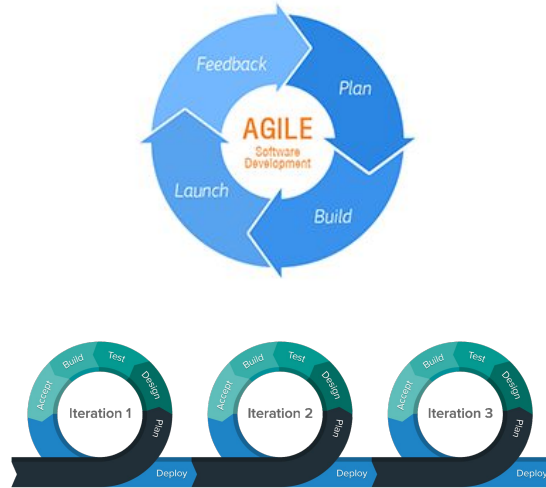 Feedback
Plan
AGILE
Software
Development
Launch
Build
Accept
Build
Test
Design
Plan
Iteration 1
Deploy
Accept
Build
Test
Design
Plan
Iteration 2
Deploy
Accept
Build
Test
Design
Plan
Iteration 3
Deploy